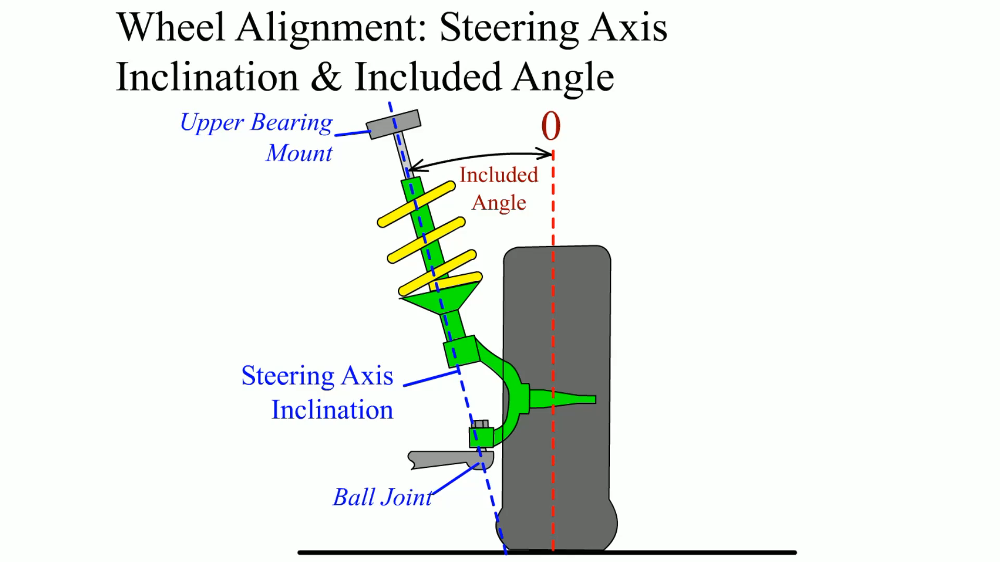 Wheel Alignment: Steering Axis
Inclination & Included Angle
Upper Bearing
Mount
0
Included
Angle
Steering Axis
Inclination
Ball Joint